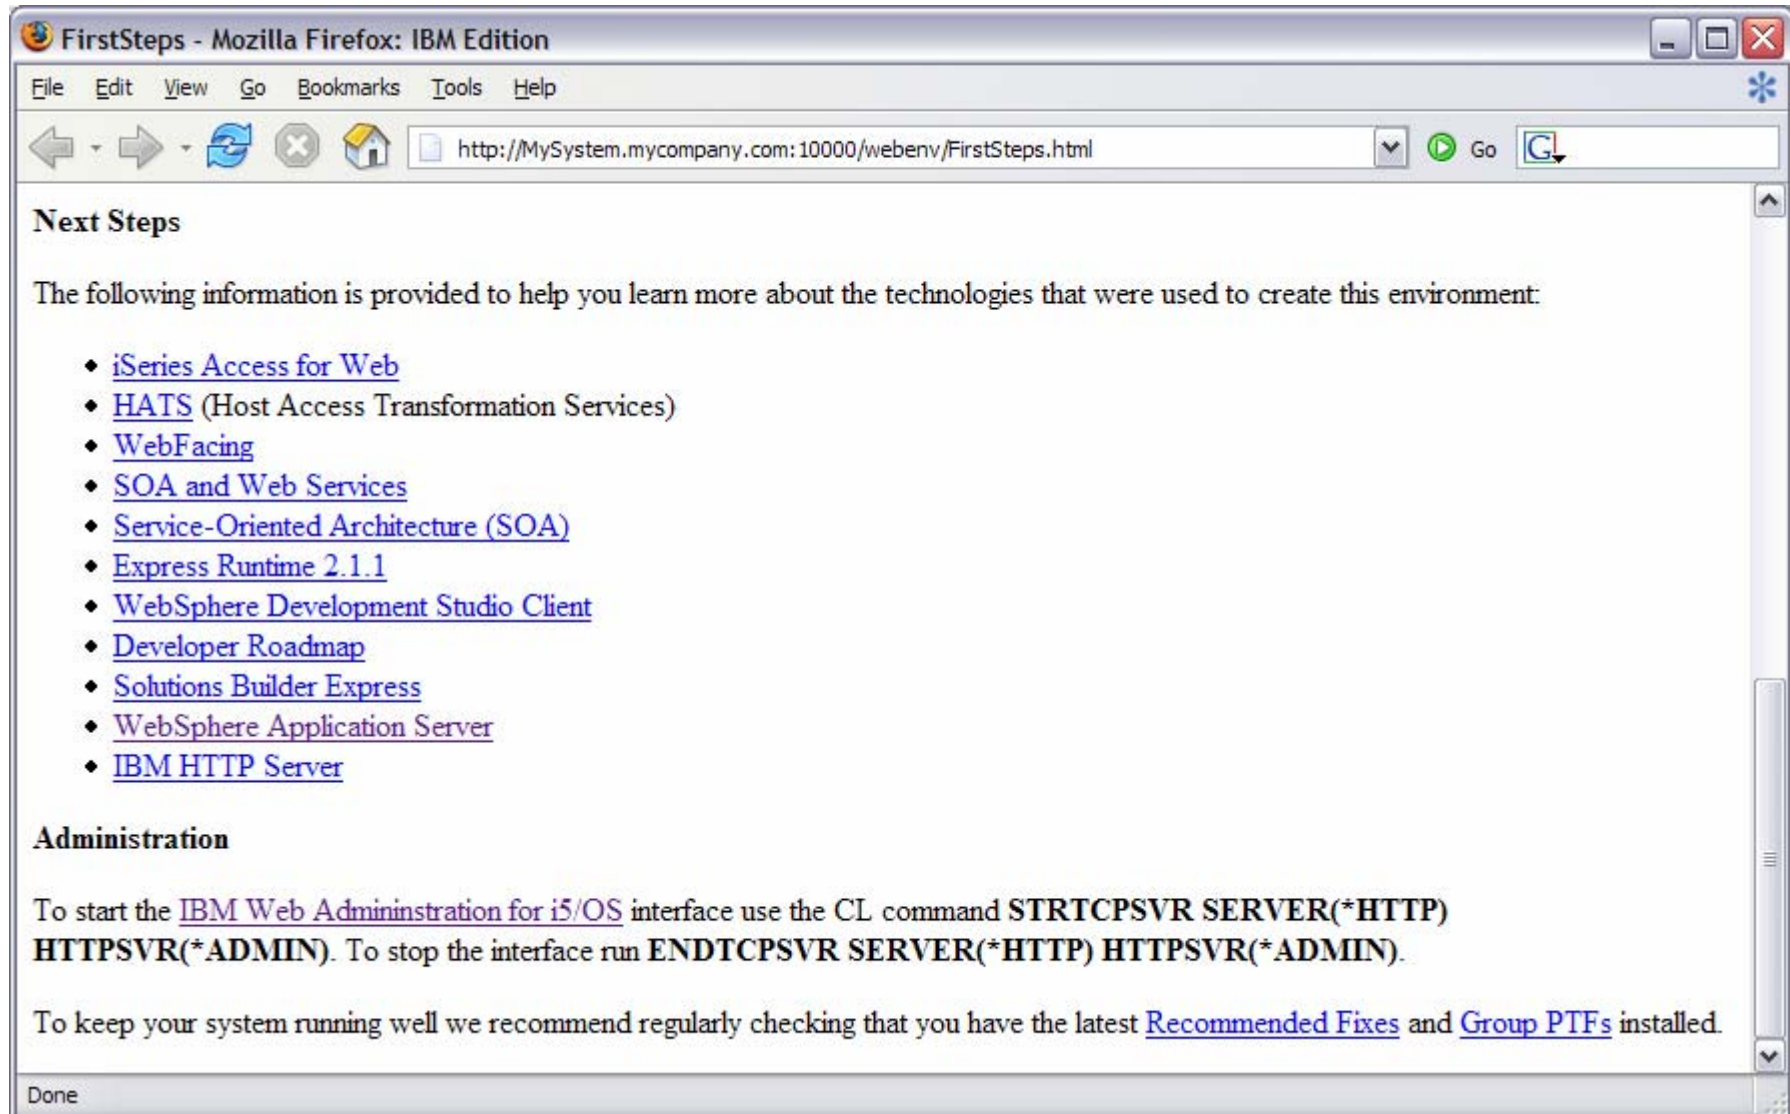 FirstSteps - Mozilla Firefox: IBM Edition
File Edit View Go Bookmarks Tools Help
http://MySystem.mycompany.com:10000/webenv/FirstSteps.html Go G
Next Steps
The following information is provided to help you learn more about the technologies that were used to create this environment:
iSeries Access for Web
HATS (Host Access Transformation Services)
WebFacing
SOA and Web Services
Service-Oriented Architecture (SOA)
Express Runtime 2.1.1
WebSphere Development Studio Client
Developer Roadmap
Solutions Builder Express
WebSphere Application Server
IBM HTTP Server
Administration
To start the IBM Web Admininstration for i5/OS interface use the CL command STRTCPSVR SERVER(*HTTP)
HTTPSVR(*ADMIN). To stop the interface run ENDTCPSVR SERVER(*HTTP) HTTPSVR(*ADMIN).
To keep your system running well we recommend regularly checking that you have the latest Recommended Fixes and Group PTFs installed.
Done